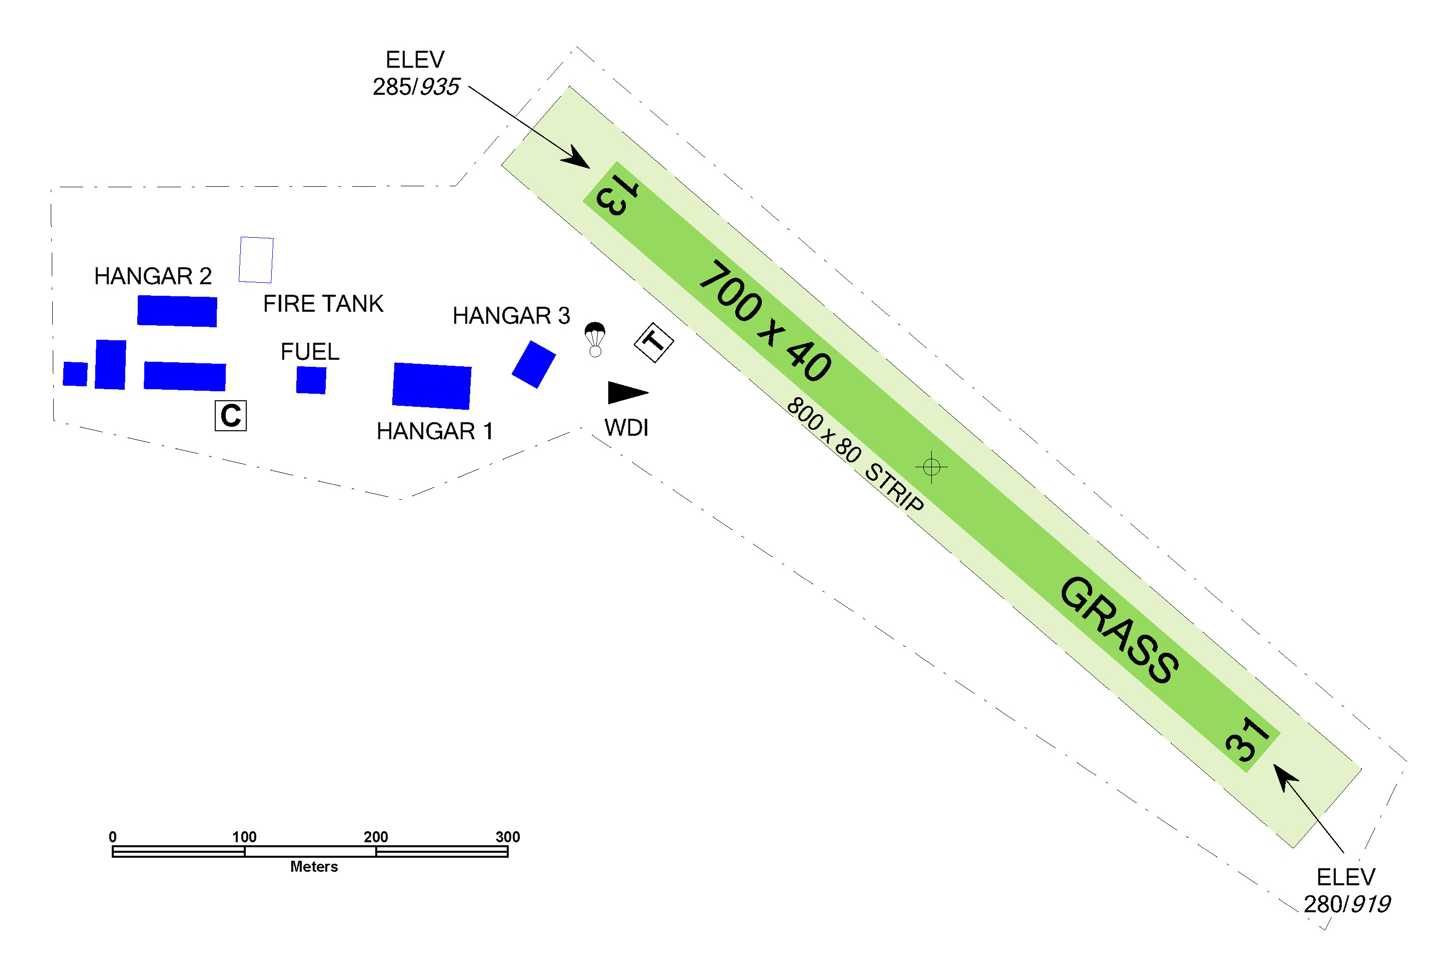 ELEV
285/935
13
HANGAR 2
FIRE TANK
HANGAR 3
700 x 40
T
FUEL
C
HANGAR 1
WDI
800 x 80 STRIP
GRASS
31
0 100 200 300
Meters
ELEV
280/919